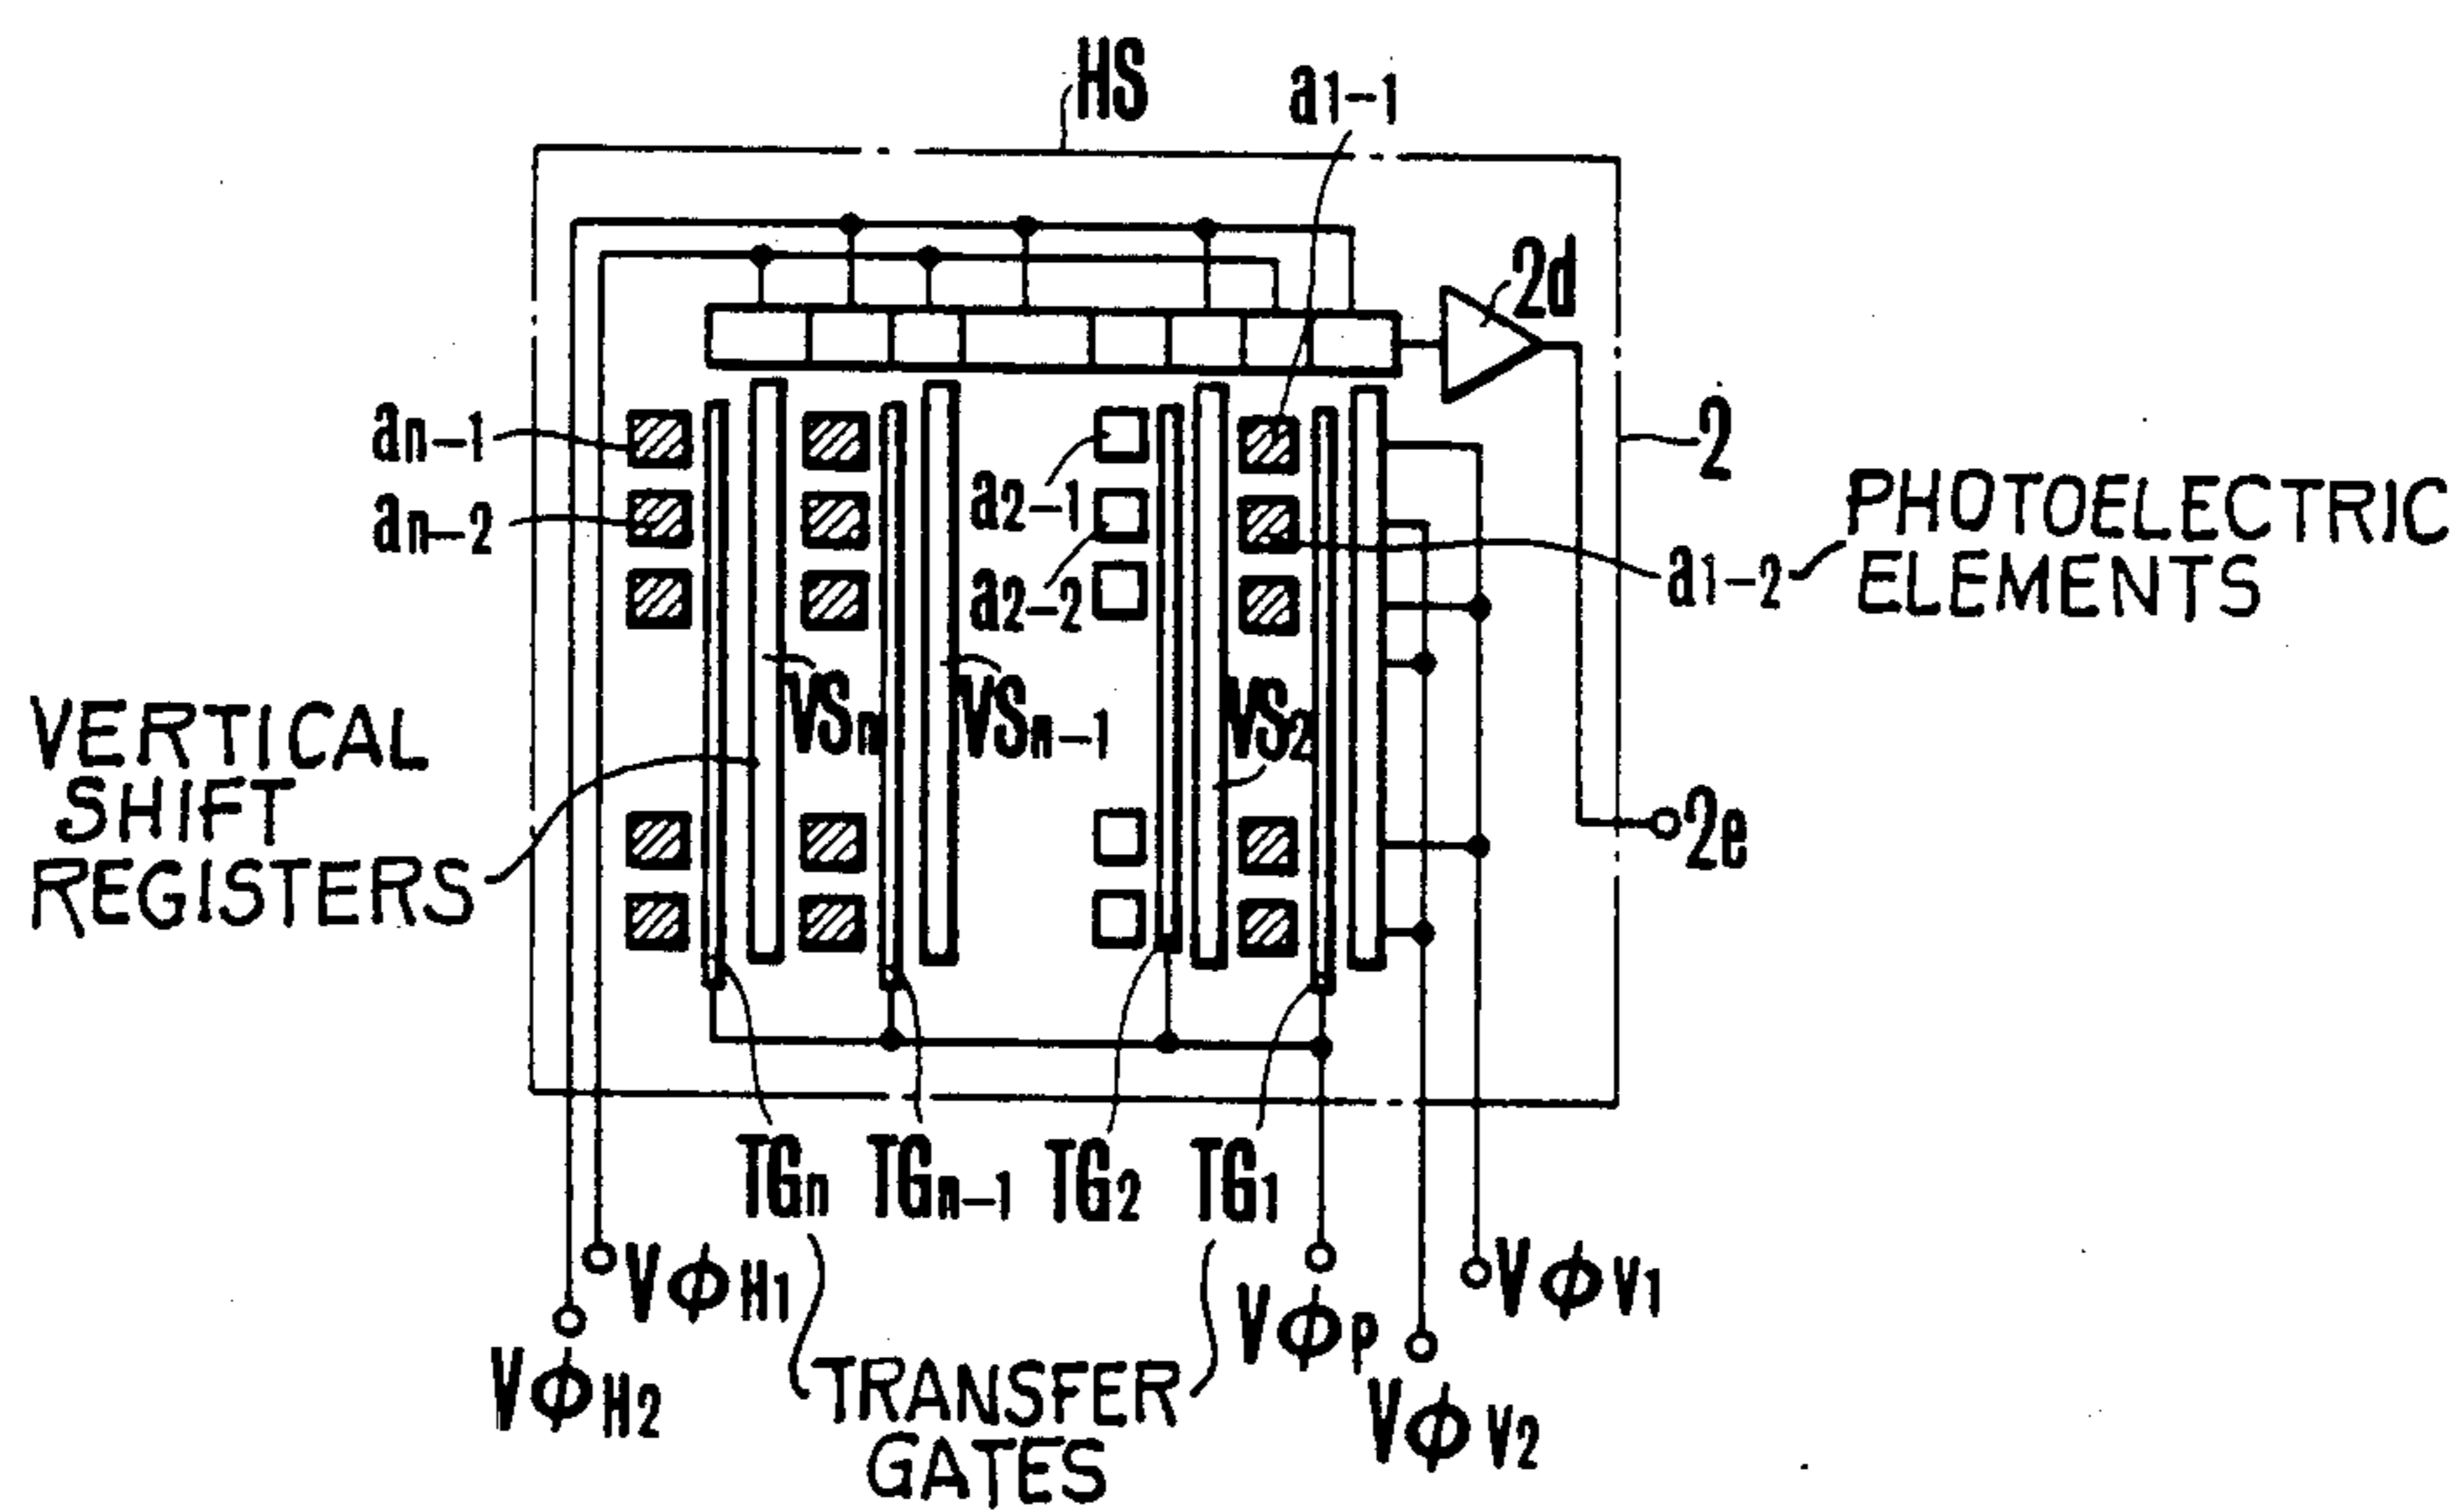 HS
a1-1
2d
an-1
an-2
a2-1
a2-2
2
PHOTOELECTRIC
a1-2 ELEMENTS
VERTICAL
SHIFT
REGISTERS
VSn
VSn-1
VS2
2e
TGn
TGn-1
TG2
TG1
VφH1
VφH2
VφP
VφV1
VφV2
TRANSFER
GATES